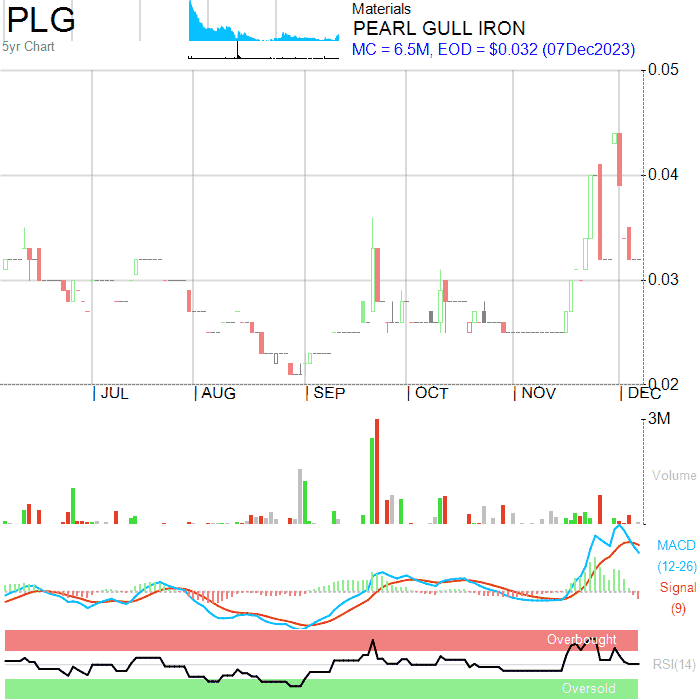 PLG
5yr Chart
Materials
PEARL GULL IRON
MC = 6.5M, EOD = $0.032 (07Dec2023)
0.05
0.04
0.03
0.02
JUL AUG SEP OCT NOV DEC
3M
Volume
MACD
(12-26)
Signal
(9)
Overbought
RSI(14)
Oversold